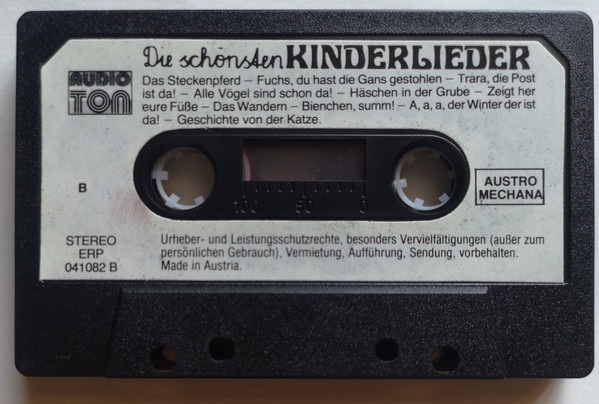 Die schönsten KINDERLIEDER
AUDIO
TON
Das Steckenpferd – Fuchs, du hast die Gans gestohlen – Trara, die Post
ist da! – Alle Vögel sind schon da! – Häschen in der Grube – Zeigt her
eure Füße – Das Wandern – Bienchen, summ! – A, a, a, der Winter der ist
da! – Geschichte von der Katze.
B
100 50 0
AUSTRO
MECHANA
STEREO
ERP
041082 B
Urheber- und Leistungsschutzrechte, besonders Vervielfältigungen (außer zum
persönlichen Gebrauch), Vermietung, Aufführung, Sendung, vorbehalten.
Made in Austria.